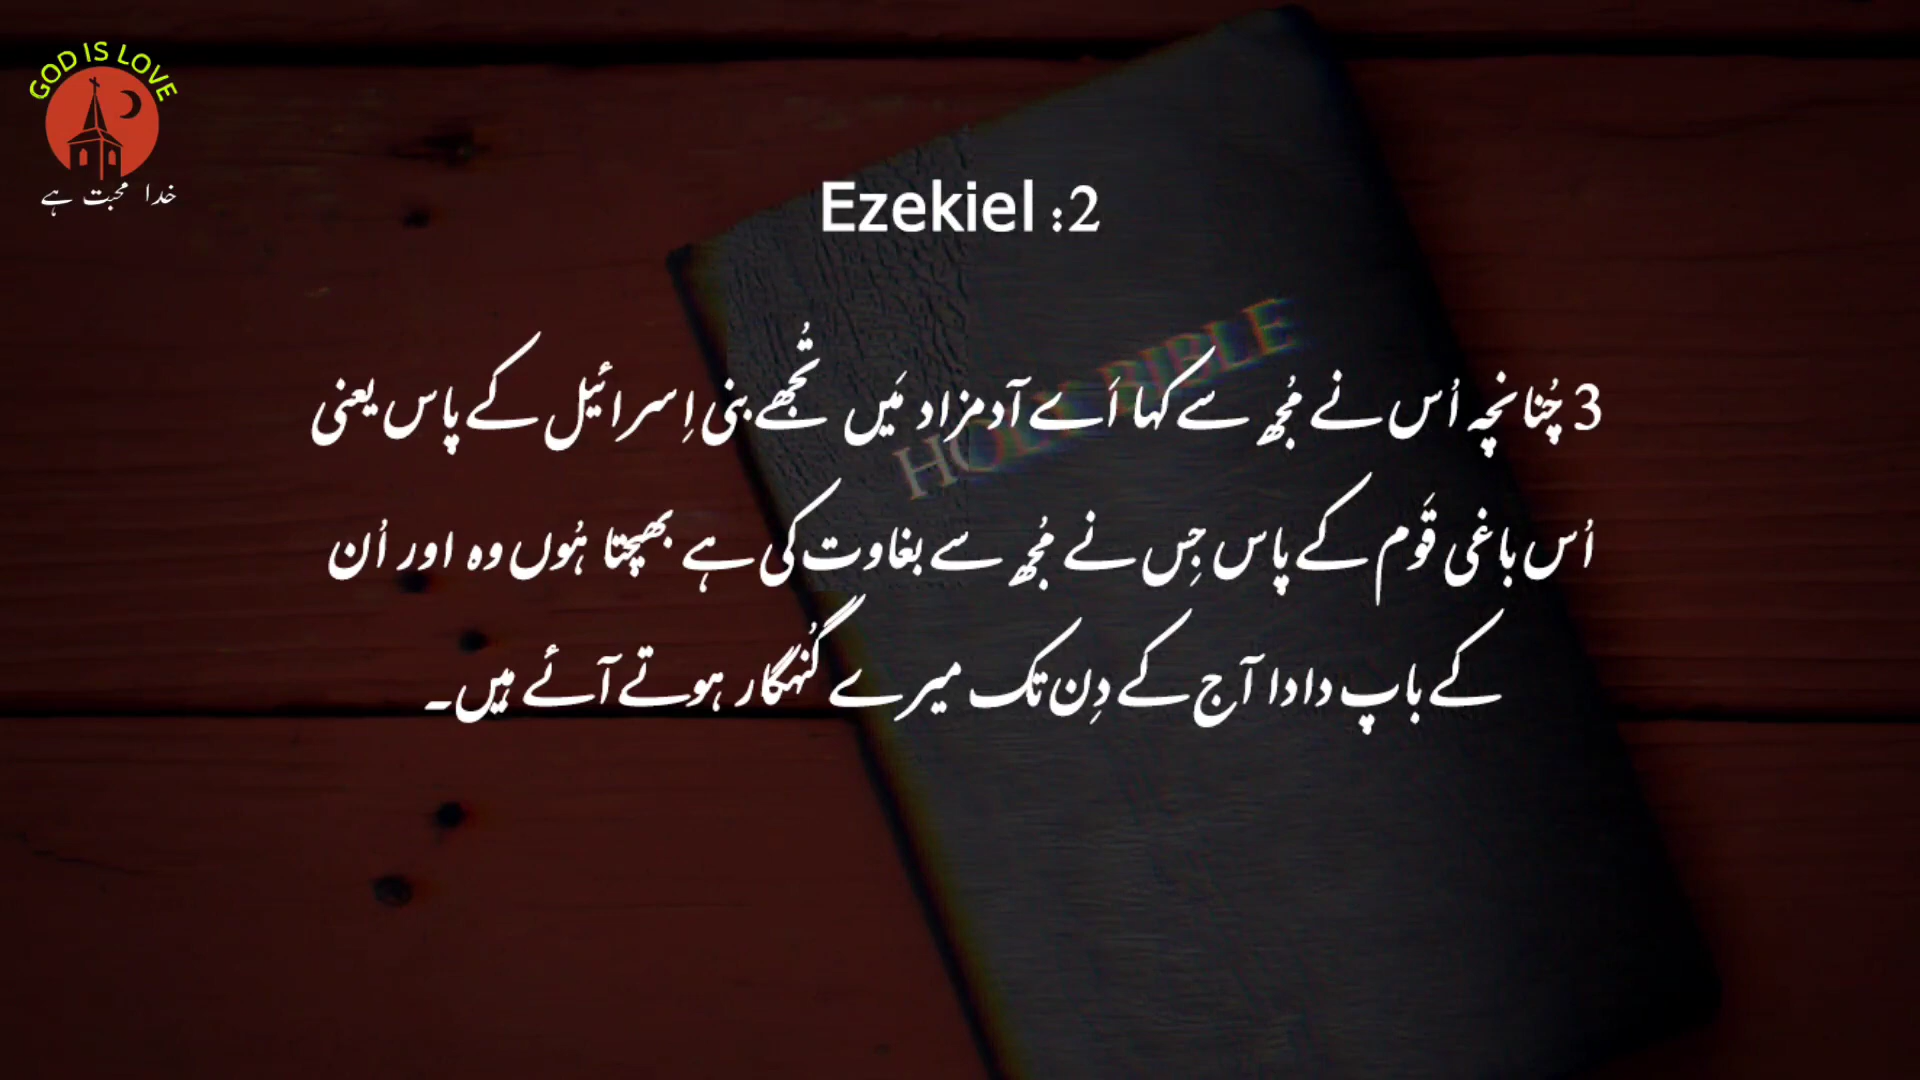 GOD IS LOVE
خدا محبت ہے
Ezekiel :2
HOLY BIBLE
3 چُنانچہ اُس نے مُجھ سے کہا اَے آدمزاد مَیں تُجھے بنی اِسرائیل کے پاس یعنی
اُس باغی قَوم کے پاس جِس نے مُجھ سے بغاوت کی ہے بھیجتا ہُوں وہ اور اُن
کے باپ دادا آج کے دِن تک میرے گُنہگار ہوتے آئے ہیں۔